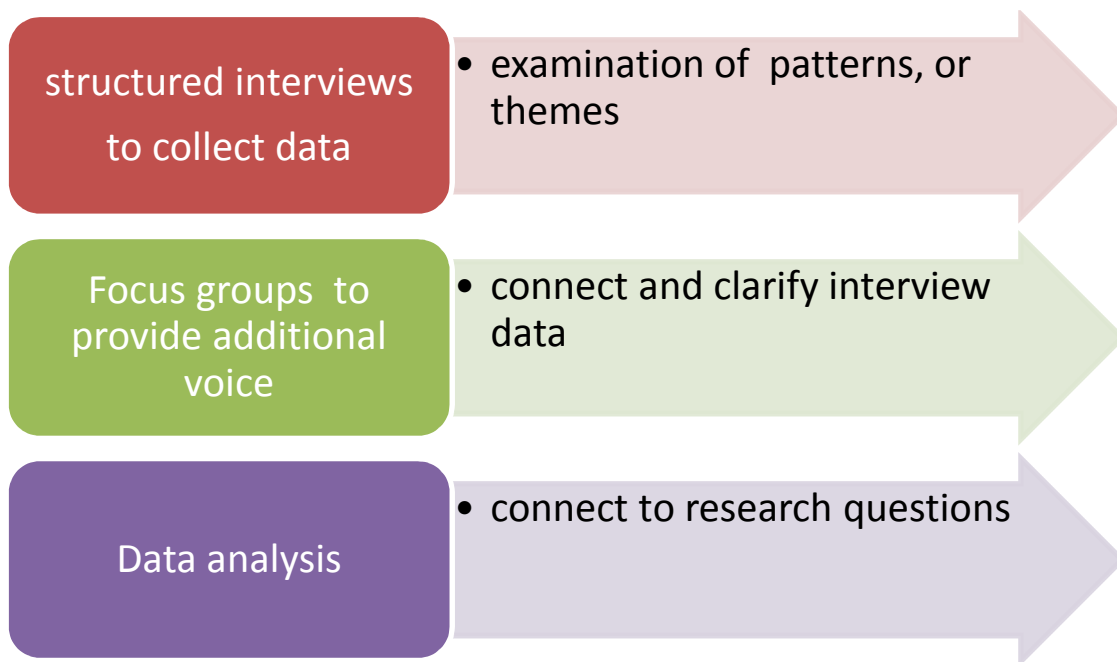 structured interviews
to collect data
• examination of patterns, or
themes
Focus groups to
provide additional
voice
• connect and clarify interview
data
Data analysis
• connect to research questions